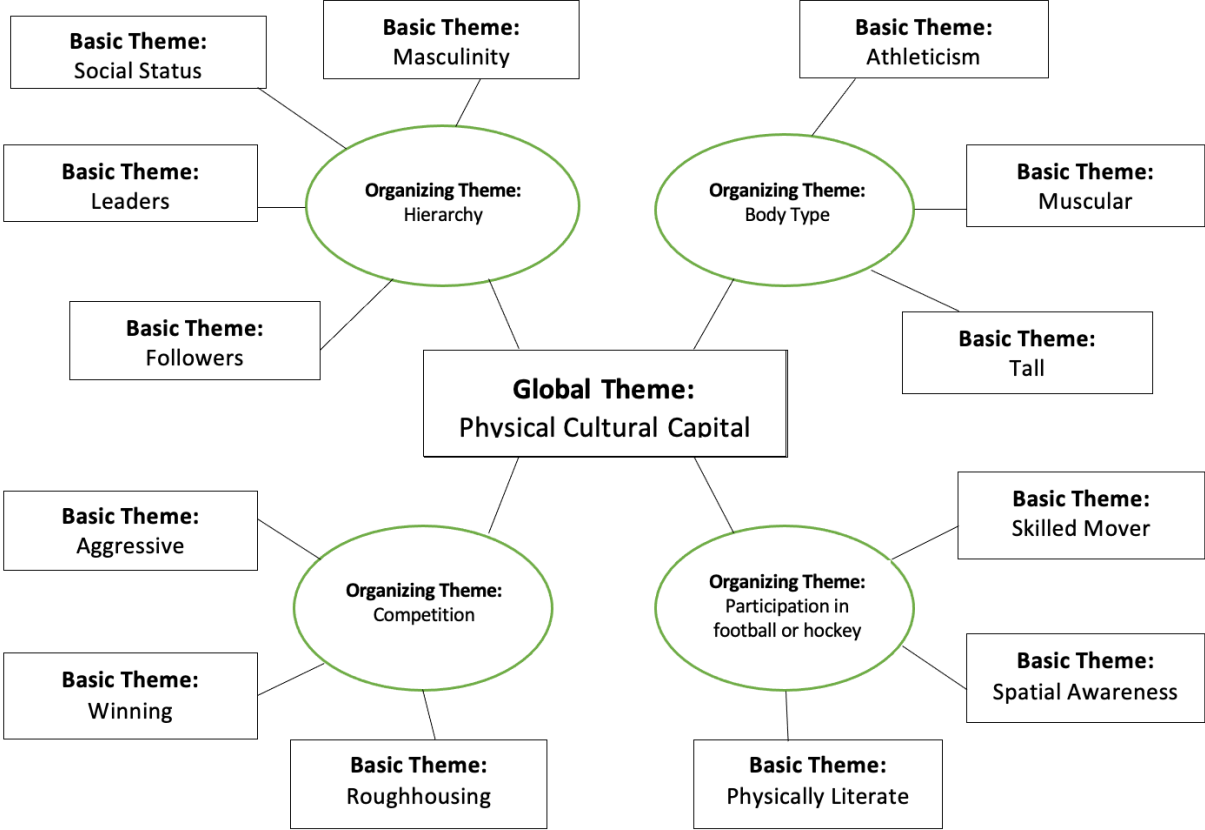 Basic Theme:
Social Status
Basic Theme:
Masculinity
Basic Theme:
Athleticism
Basic Theme:
Leaders
Organizing Theme:
Hierarchy
Organizing Theme:
Body Type
Basic Theme:
Muscular
Basic Theme:
Followers
Basic Theme:
Tall
Global Theme:
Physical Cultural Capital
Basic Theme:
Aggressive
Basic Theme:
Skilled Mover
Organizing Theme:
Competition
Organizing Theme:
Participation in
football or hockey
Basic Theme:
Winning
Basic Theme:
Spatial Awareness
Basic Theme:
Roughhousing
Basic Theme:
Physically Literate